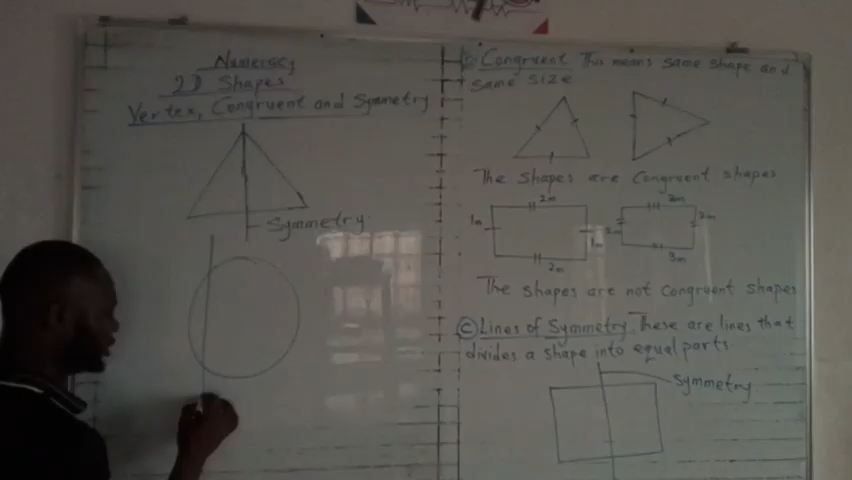 Numeracy
2D Shapes
Vertex, Congruent and Symmetry
Symmetry
Congruent This means same shape and
same size
The shapes are Congruent shapes
2m
1m
1m
2m
3m
2m
3m
The shapes are not Congruent shapes
(c) Lines of Symmetry These are lines that
divides a shape into equal parts.
Symmetry